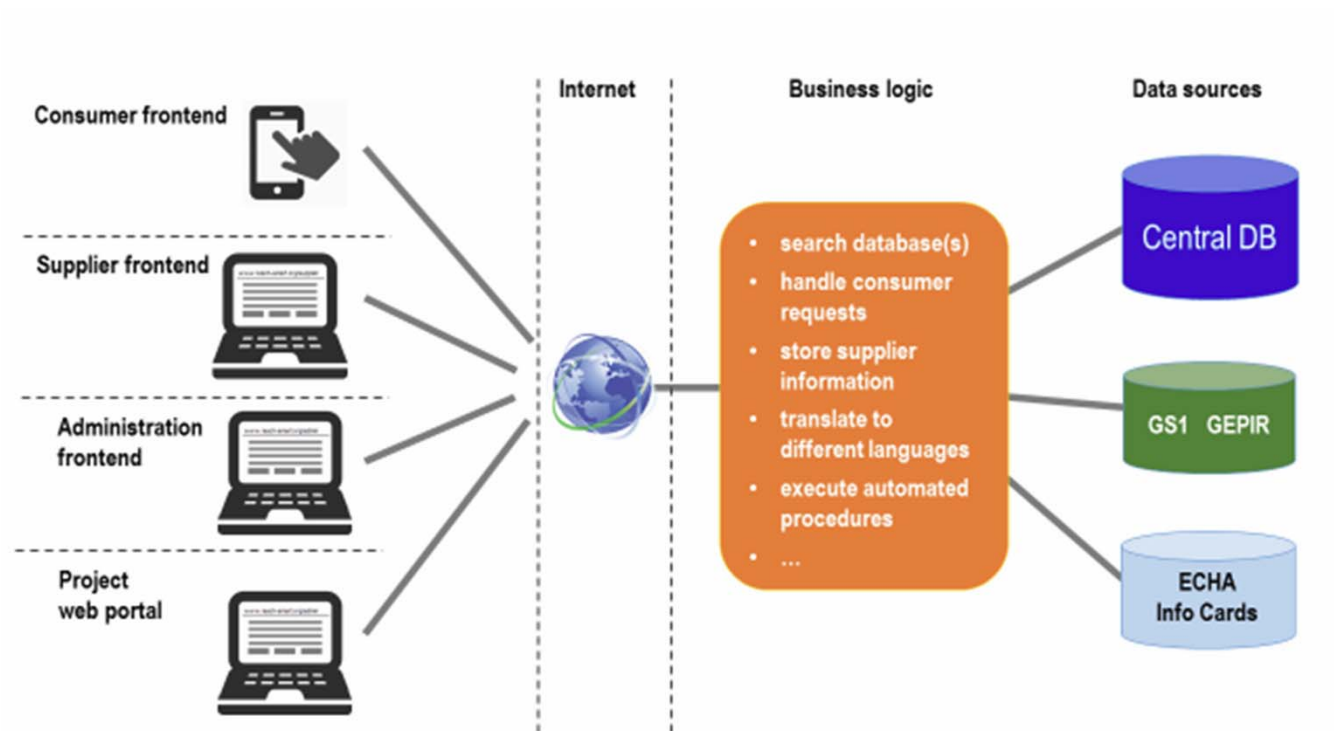 Consumer frontend
Supplier frontend
Administration
frontend
Project
web portal
Internet
Business logic
• search database(s)
• handle consumer
requests
• store supplier
information
• translate to
different languages
• execute automated
procedures
• ...
Data sources
Central DB
GS1 GEPIR
ECHA
Info Cards